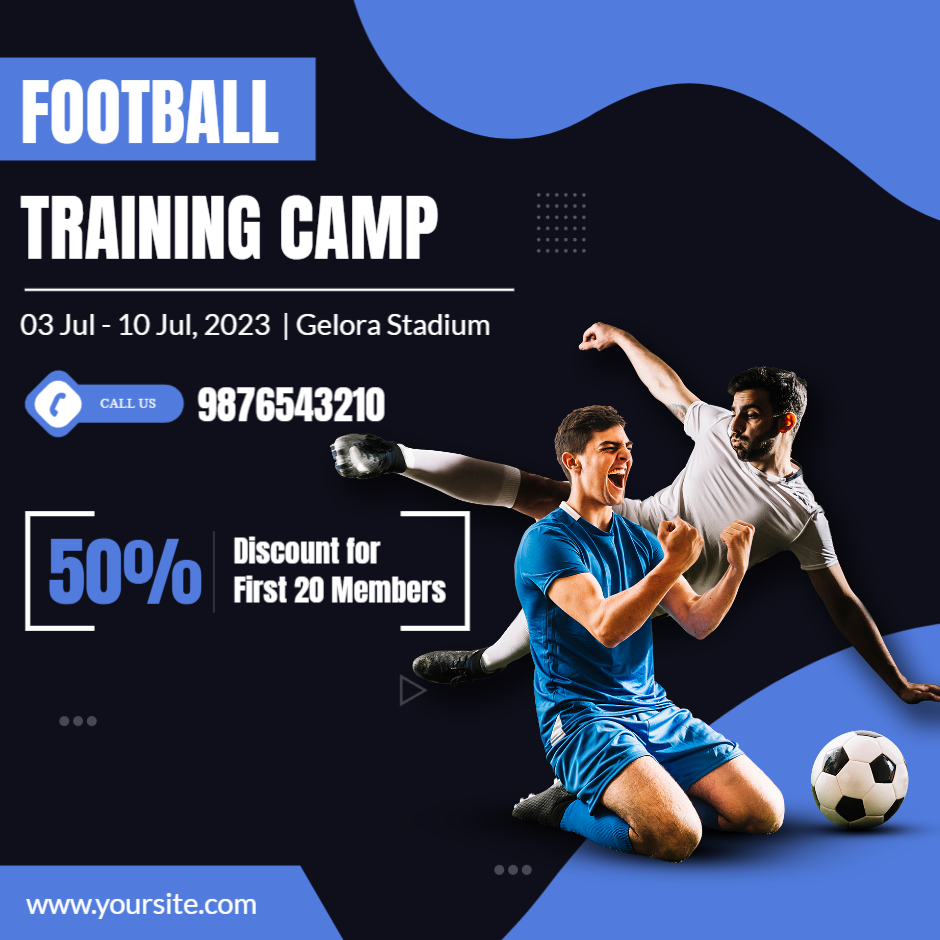 FOOTBALL
TRAINING CAMP
03 Jul - 10 Jul, 2023 | Gelora Stadium
CALL US 9876543210
50% Discount for
First 20 Members
www.yoursite.com